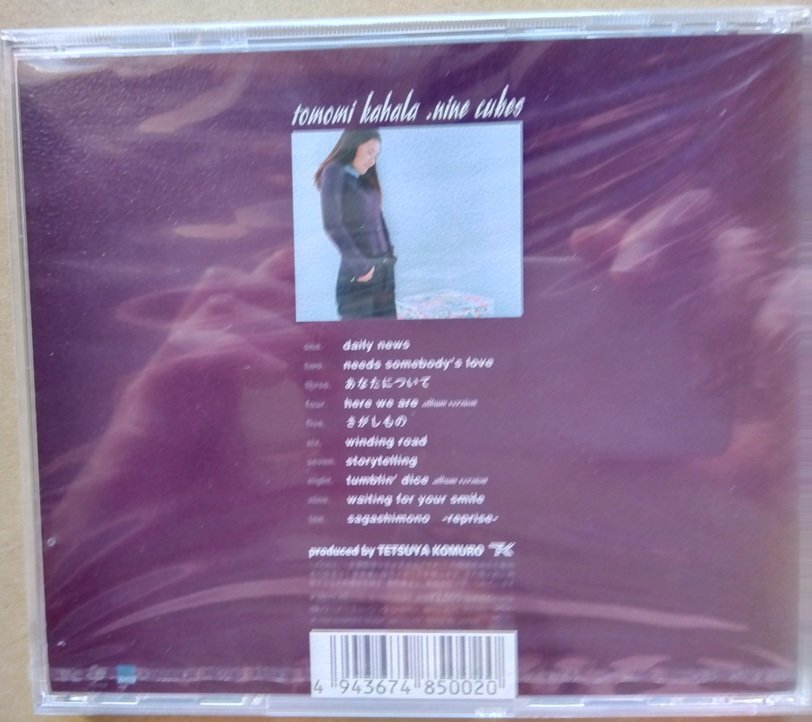 tomomi kahala .nine cubes
one. daily news
two. needs somebody's love
three. あなたについて
four. here we are album version
five. さがしもの
six. winding road
seven. storytelling
eight. tumblin' dice album version
nine. waiting for your smile
ten. sagashimono -reprise-
produced by TETSUYA KOMURO TK
4 943674 850020